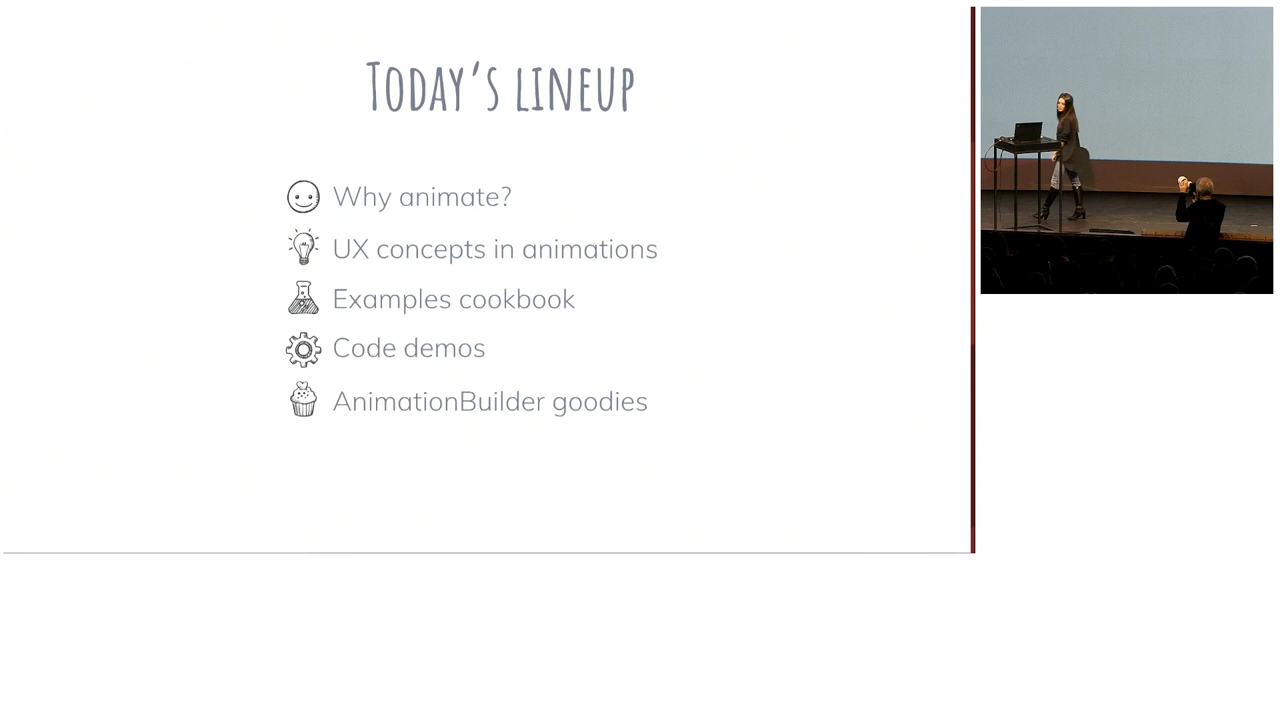 Today's lineup
Why animate?
UX concepts in animations
Examples cookbook
Code demos
AnimationBuilder goodies